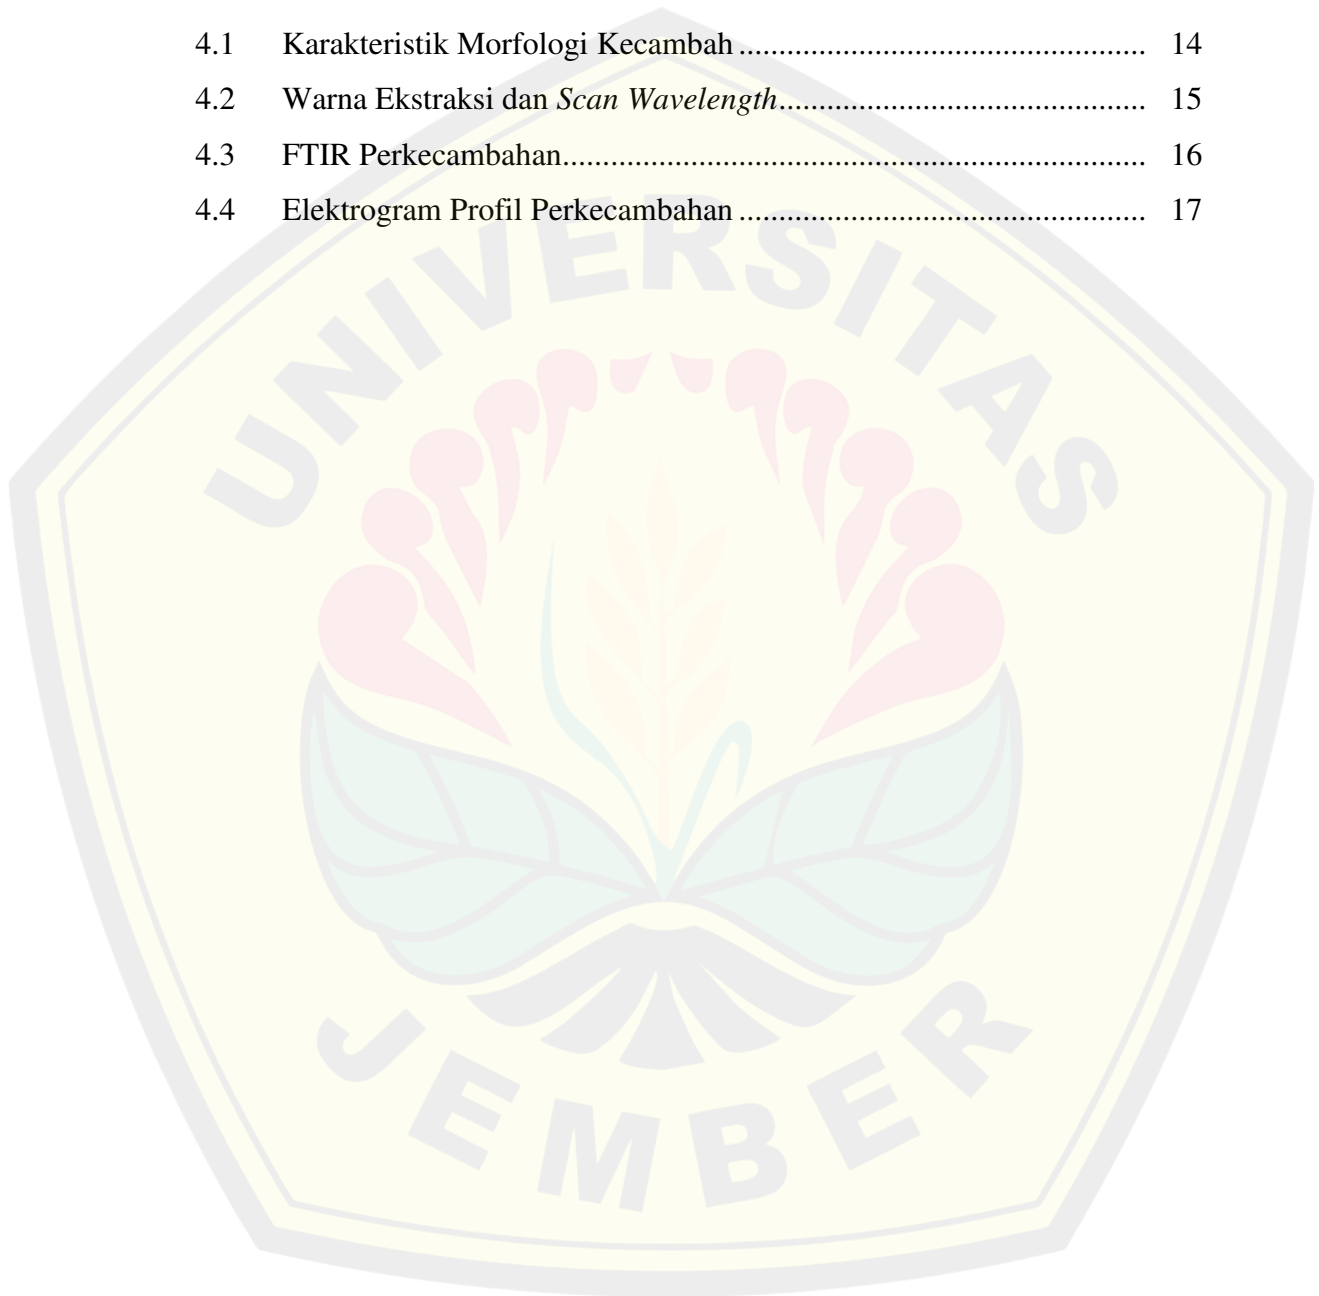 4.1 Karakteristik Morfologi Kecambah .................................................. 14
4.2 Warna Ekstraksi dan Scan Wavelength.............................................. 15
4.3 FTIR Perkecambahan......................................................................... 16
4.4 Elektrogram Profil Perkecambahan .................................................. 17
UNIVERSITAS
JEMBER